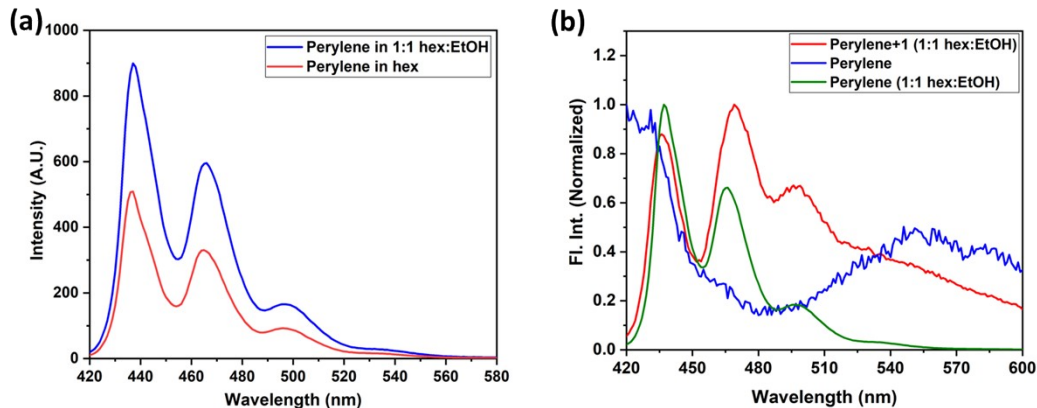 (a)
Perylene in 1:1 hex:EtOH
Perylene in hex
Intensity (A.U.)
1000
800
600
400
200
0
420 440 460 480 500 520 540 560 580
Wavelength (nm)
(b)
Perylene+1 (1:1 hex:EtOH)
Perylene
Perylene (1:1 hex:EtOH)
Fl. Int. (Normalized)
1.2
1.0
0.8
0.6
0.4
0.2
0.0
420 450 480 510 540 570 600
Wavelength (nm)